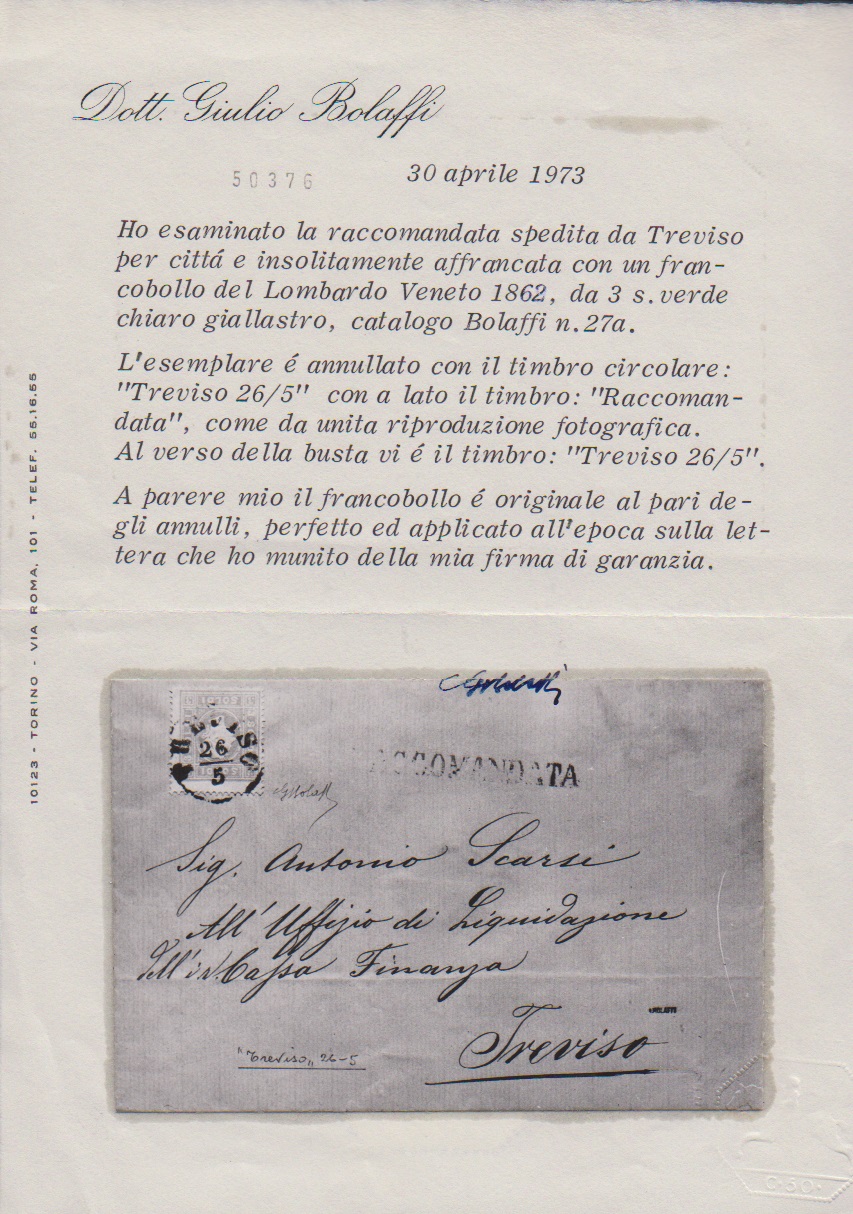 Dott. Giulio Bolaffi
50376
30 aprile 1973
Ho esaminato la raccomandata spedita da Treviso
per cittá e insolitamente affrancata con un fran-
cobollo del Lombardo Veneto 1862, da 3 s. verde
chiaro giallastro, catalogo Bolaffi n. 27a.
L'esemplare é annullato con il timbro circolare:
"Treviso 26/5" con a lato il timbro: "Raccoman-
data", come da unita riproduzione fotografica.
Al verso della busta vi é il timbro: "Treviso 26/5".
A parere mio il francobollo é originale al pari de-
gli annulli, perfetto ed applicato all'epoca sulla let-
tera che ho munito della mia firma di garanzia.
10123 - TORINO - VIA ROMA, 101 - TELEF. 55.16.55
TREVISO
26
5
ACCOMANDATA
Sig. Antonio Scarsi
All' Uffizio di Liquidazione
Cassa Finanza
Treviso
"Treviso„ 26-5
BOLAFFI
C.50.